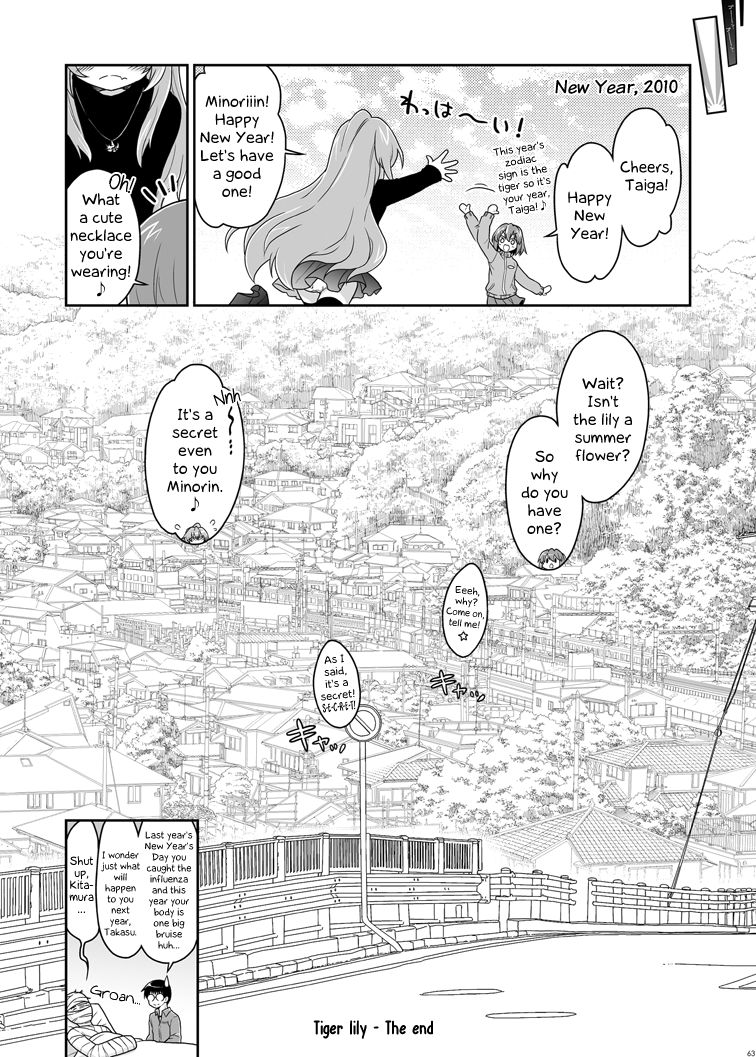 New Year, 2010
Cheers,
Taiga!
Happy
New
Year!
This year's
zodiac
sign is the
tiger so it's
your year,
Taiga!♪
わっは〜い!
Minoriiin!
Happy
New Year!
Let's have
a good
one!
Oh!
What
a cute
necklace
you're
wearing!
♪
Wait?
Isn't
the lily a
summer
flower?
So
why
do you
have
one?
Nnh
It's a
secret
even
to you
Minorin.
♪
Eeeh,
why?
Come on,
tell me!
☆
キャッ
As I
said,
it's a
secret!
S-E-C-R-E-T!
キャッ
Last year's
New Year's
Day you
caught the
influenza
and this
year your
body is
one big
bruise
huh...
I wonder
just what
will
happen
to you
next
year,
Takasu.
Shut
up,
Kita-
mura
...
Groan...
Tiger lily - The end
63